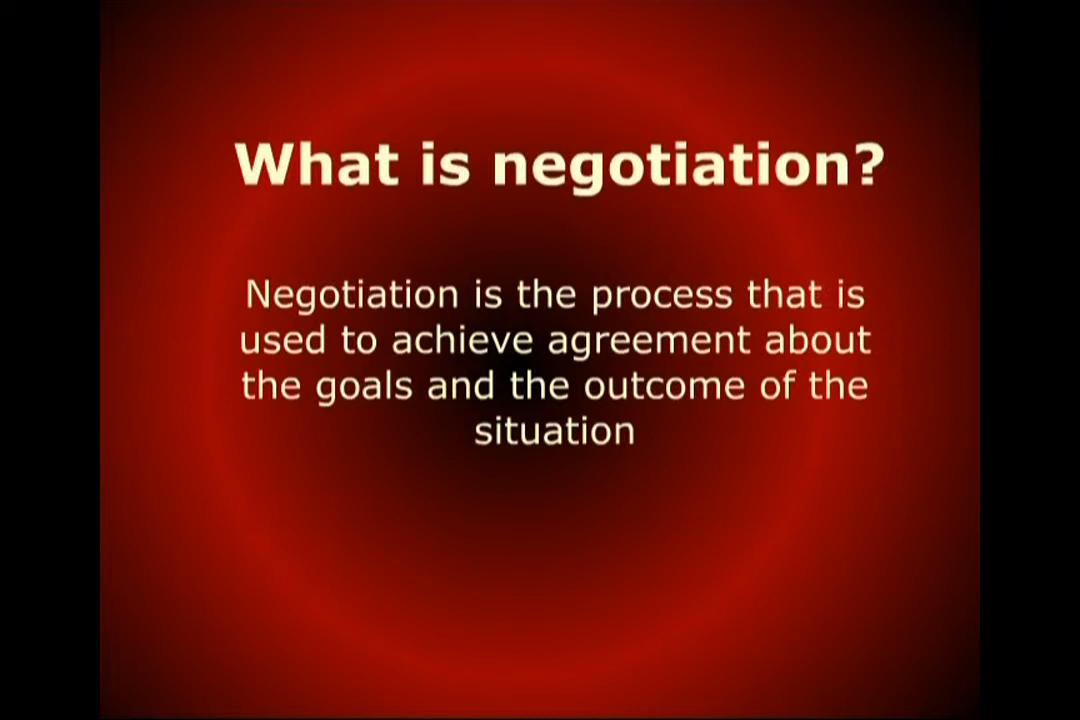 What is negotiation?
Negotiation is the process that is
used to achieve agreement about
the goals and the outcome of the
situation